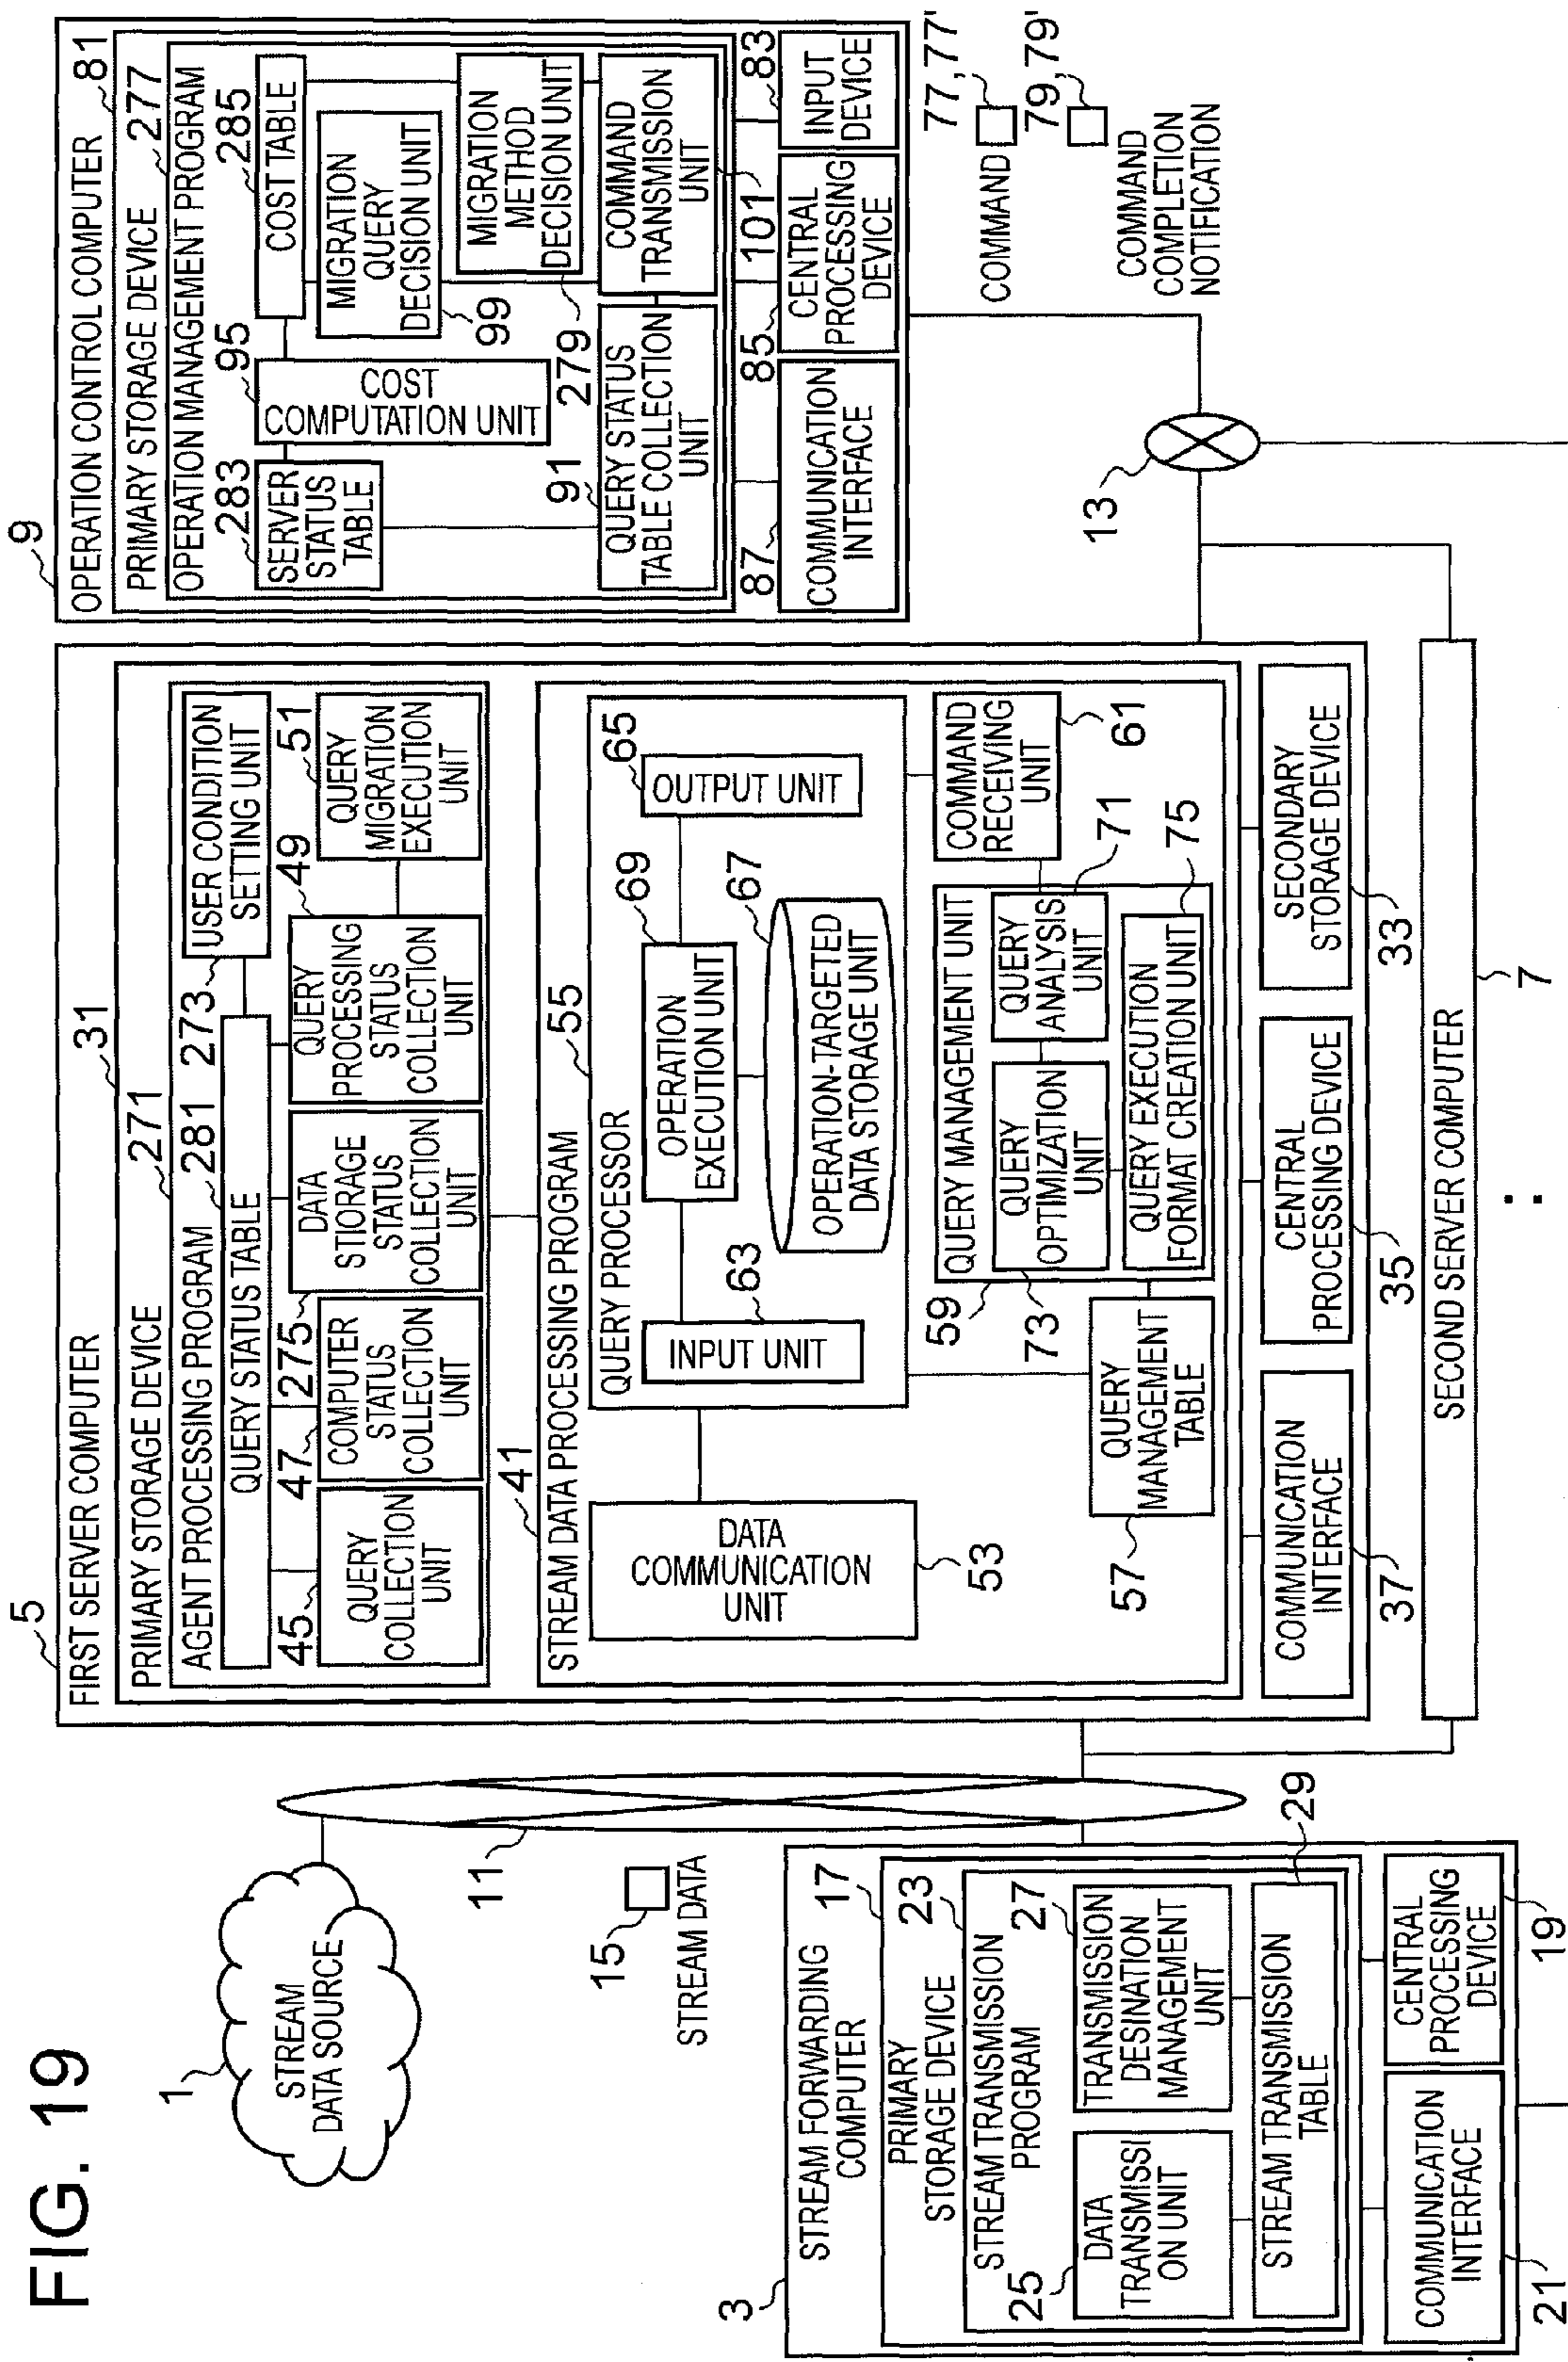 FIG. 19
1
STREAM
DATA SOURCE
11
15
STREAM DATA
3
STREAM FORWARDING
COMPUTER
17
PRIMARY
STORAGE DEVICE
23
STREAM TRANSMISSION
PROGRAM
25
DATA
TRANSMISSI
ON UNIT
27
TRANSMISSION
DESINATION
MANAGEMENT
UNIT
STREAM TRANSMISSION
TABLE
29
COMMUNICATION
INTERFACE
21
CENTRAL
PROCESSING
DEVICE
19
5
FIRST SERVER COMPUTER
31
PRIMARY STORAGE DEVICE
271
AGENT PROCESSING PROGRAM
281
QUERY STATUS TABLE
273
USER CONDITION
SETTING UNIT
45
QUERY
COLLECTION
UNIT
47
COMPUTER
STATUS
COLLECTION
UNIT
275
DATA
STIORAGE
STATUS
COLLECTION
UNIT
49
QUERY
PROCESSING
STATUS
COLLECTION
UNIT
51
QUERY
MIGRATION
EXECUTION
UNIT
41
STREAM DATA PROCESSING PROGRAM
55
DATA
COMMUNICATION
UNIT
53
QUERY PROCESSOR
63
INPUT UNIT
69
OPERATION
EXECUTION UNIT
65
OUTPUT UNIT
67
OPERATION-TARGETED
DATA STORAGE UNIT
57
QUERY
MANAGEMENT
TABLE
59
QUERY MANAGEMENT UNIT
73
QUERY
OPTIMIZATION
UNIT
QUERY
ANALYSIS
UNIT
71
QUERY EXECUTION
FORMAT CREATION UNIT
75
COMMAND
RECEIVING
UNIT
61
COMMUNICATION
INTERFACE
37
CENTRAL
PROCESSING DEVICE
35
SECONDARY
STORAGE DEVICE
33
SECOND SERVER COMPUTER
7
9
OPERATION CONTROL COMPUTER
81
PRIMARY STORAGE DEVICE
277
OPERATION MANAGEMENT PROGRAM
283
SERVER
STATUS
TABLE
95
COST
COMPUTATION UNIT
285
COST TABLE
MIGRATION
QUERY
DECISION UNIT
99
MIGRATION
METHOD
DECISION UNIT
279
91
QUERY STATUS
TABLE COLLECTION
UNIT
COMMAND
TRANSMISSION
UNIT
101
87
COMMUNICATION
INTERFACE
85
CENTRAL
PROCESSING
DEVICE
83
INPUT
DEVICE
13
COMMAND
77,77'
79,79'
COMMAND
COMPLETION
NOTIFICATION